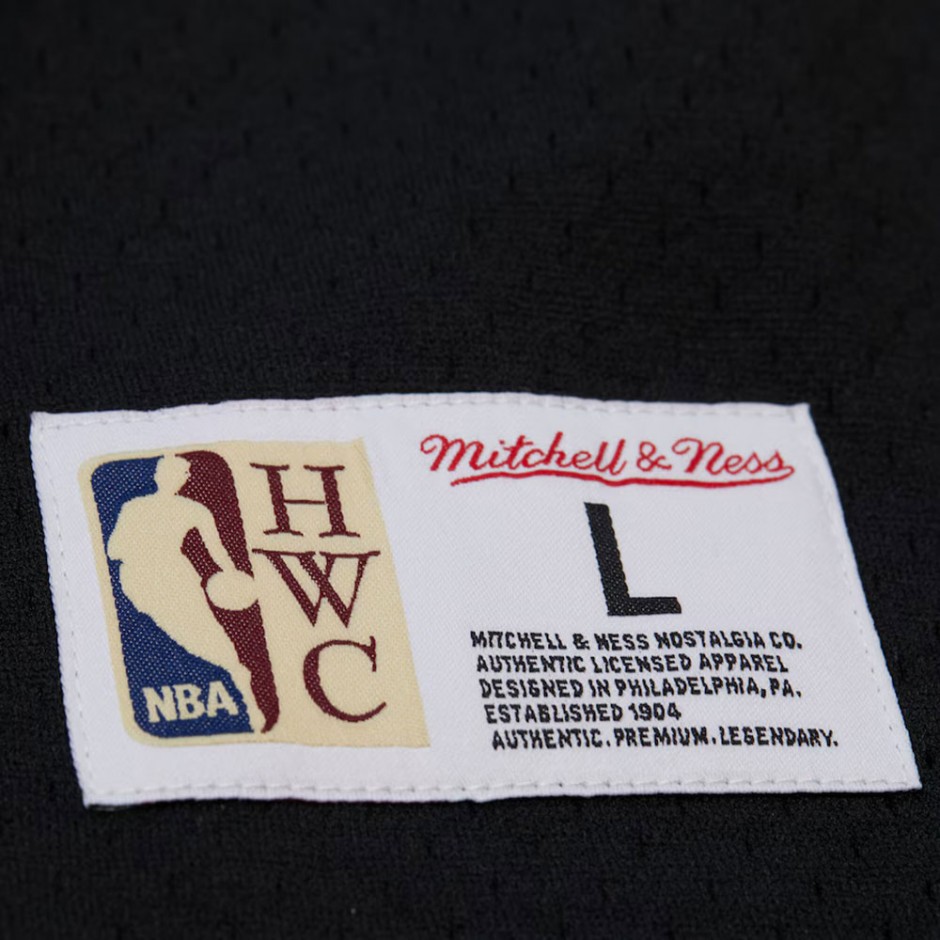 NBA
H
W
C
Mitchell & Ness
L
MITCHELL & NESS NOSTALGIA CO.
AUTHENTIC LICENSED APPAREL
DESIGNED IN PHILADELPHIA, PA.
ESTABLISHED 1904
AUTHENTIC. PREMIUM. LEGENDARY.